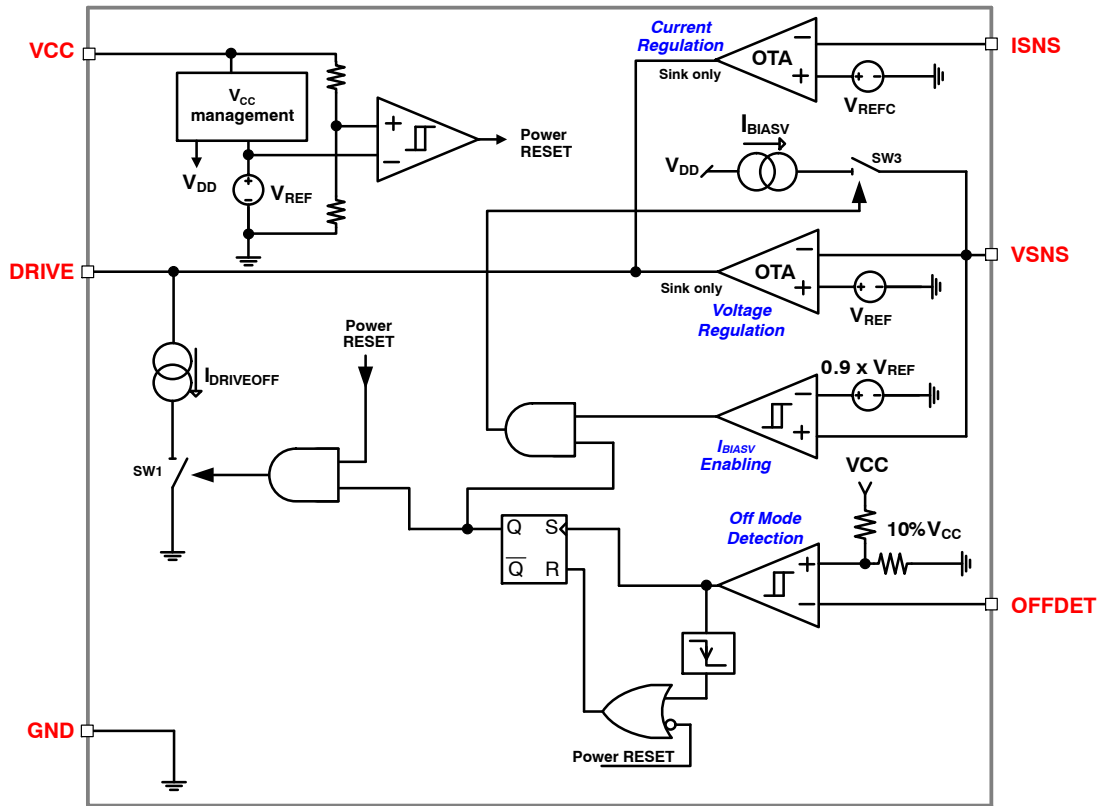 VCC
VCC
management
VDD
VREF
+
−
+
−
Power
RESET
Current
Regulation
Sink only
OTA
−
+
+ -
VREFC
ISNS
IBIASV
VDD
SW3
DRIVE
Sink only
OTA
−
+
+ -
VREF
Voltage
Regulation
VSNS
IDRIVEOFF
Power
RESET
SW1
0.9 x VREF
−
+
+ -
IBIASV
Enabling
VCC
10%VCC
Off Mode
Detection
+
−
OFFDET
Q S
Q R
Power RESET
GND